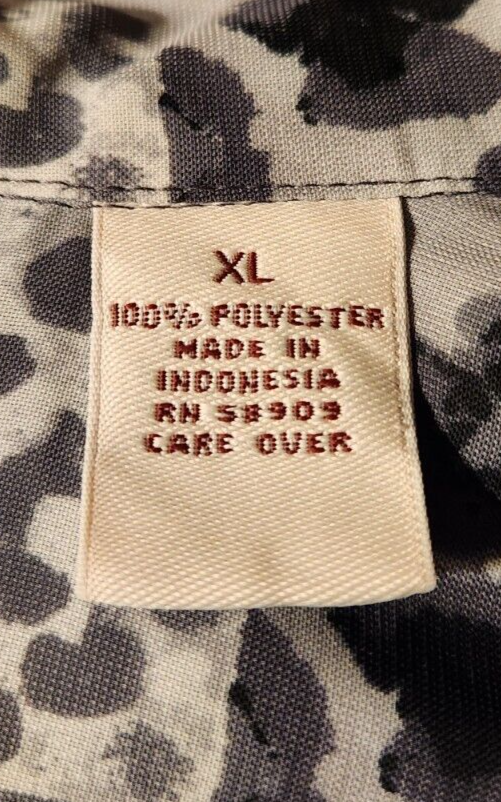 XL
100% POLYESTER
MADE IN
INDONESIA
RN 58909
CARE OVER